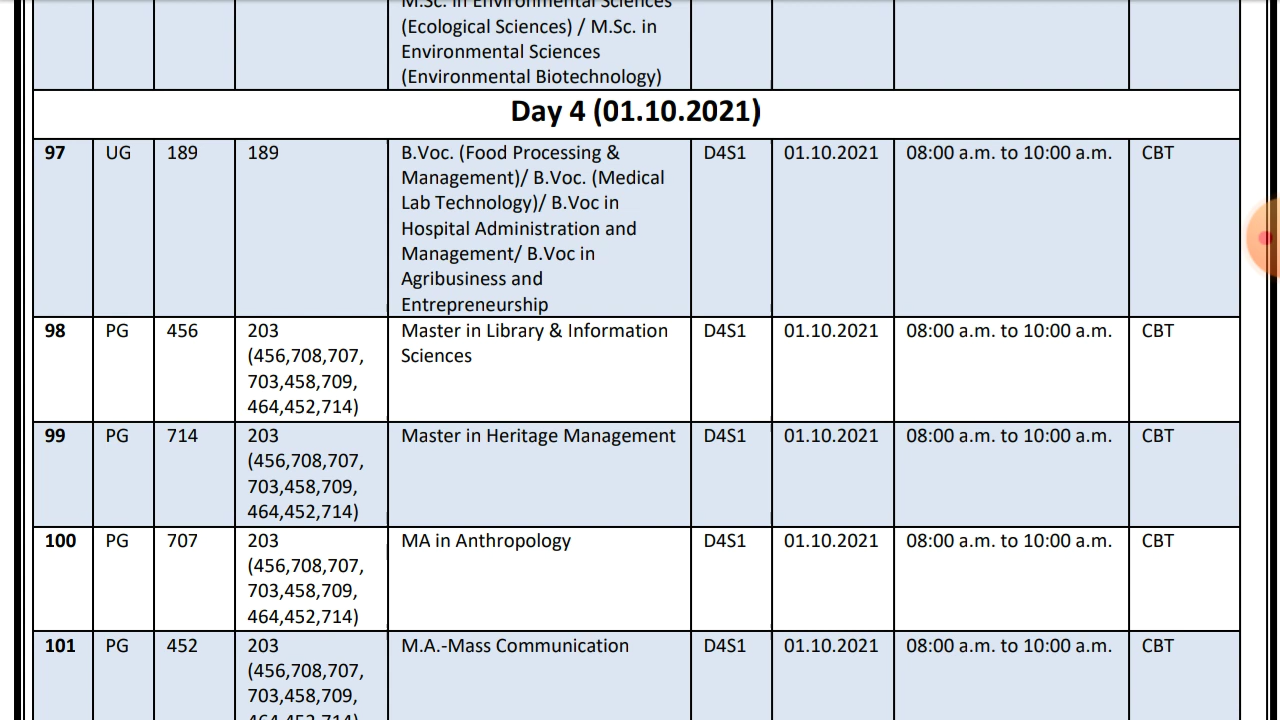 M.Sc. in Environmental Sciences
(Ecological Sciences) / M.Sc. in
Environmental Sciences
(Environmental Biotechnology)
Day 4 (01.10.2021)
97 UG 189 189 B.Voc. (Food Processing & D4S1 01.10.2021 08:00 a.m. to 10:00 a.m. CBT
Management)/ B.Voc. (Medical
Lab Technology)/ B.Voc in
Hospital Administration and
Management/ B.Voc in
Agribusiness and
Entrepreneurship
98 PG 456 203 Master in Library & Information D4S1 01.10.2021 08:00 a.m. to 10:00 a.m. CBT
(456,708,707, Sciences
703,458,709,
464,452,714)
99 PG 714 203 Master in Heritage Management D4S1 01.10.2021 08:00 a.m. to 10:00 a.m. CBT
(456,708,707,
703,458,709,
464,452,714)
100 PG 707 203 MA in Anthropology D4S1 01.10.2021 08:00 a.m. to 10:00 a.m. CBT
(456,708,707,
703,458,709,
464,452,714)
101 PG 452 203 M.A.-Mass Communication D4S1 01.10.2021 08:00 a.m. to 10:00 a.m. CBT
(456,708,707,
703,458,709,
464,452,714)